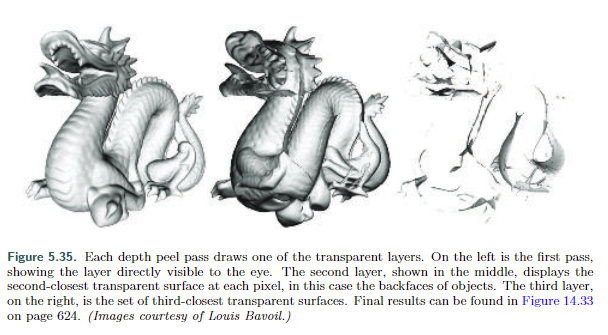 Figure 5.35. Each depth peel pass draws one of the transparent layers. On the left is the first pass,
showing the layer directly visible to the eye. The second layer, shown in the middle, displays the
second-closest transparent surface at each pixel, in this case the backfaces of objects. The third layer,
on the right, is the set of third-closest transparent surfaces. Final results can be found in Figure 14.33
on page 624. (Images courtesy of Louis Bavoil.)